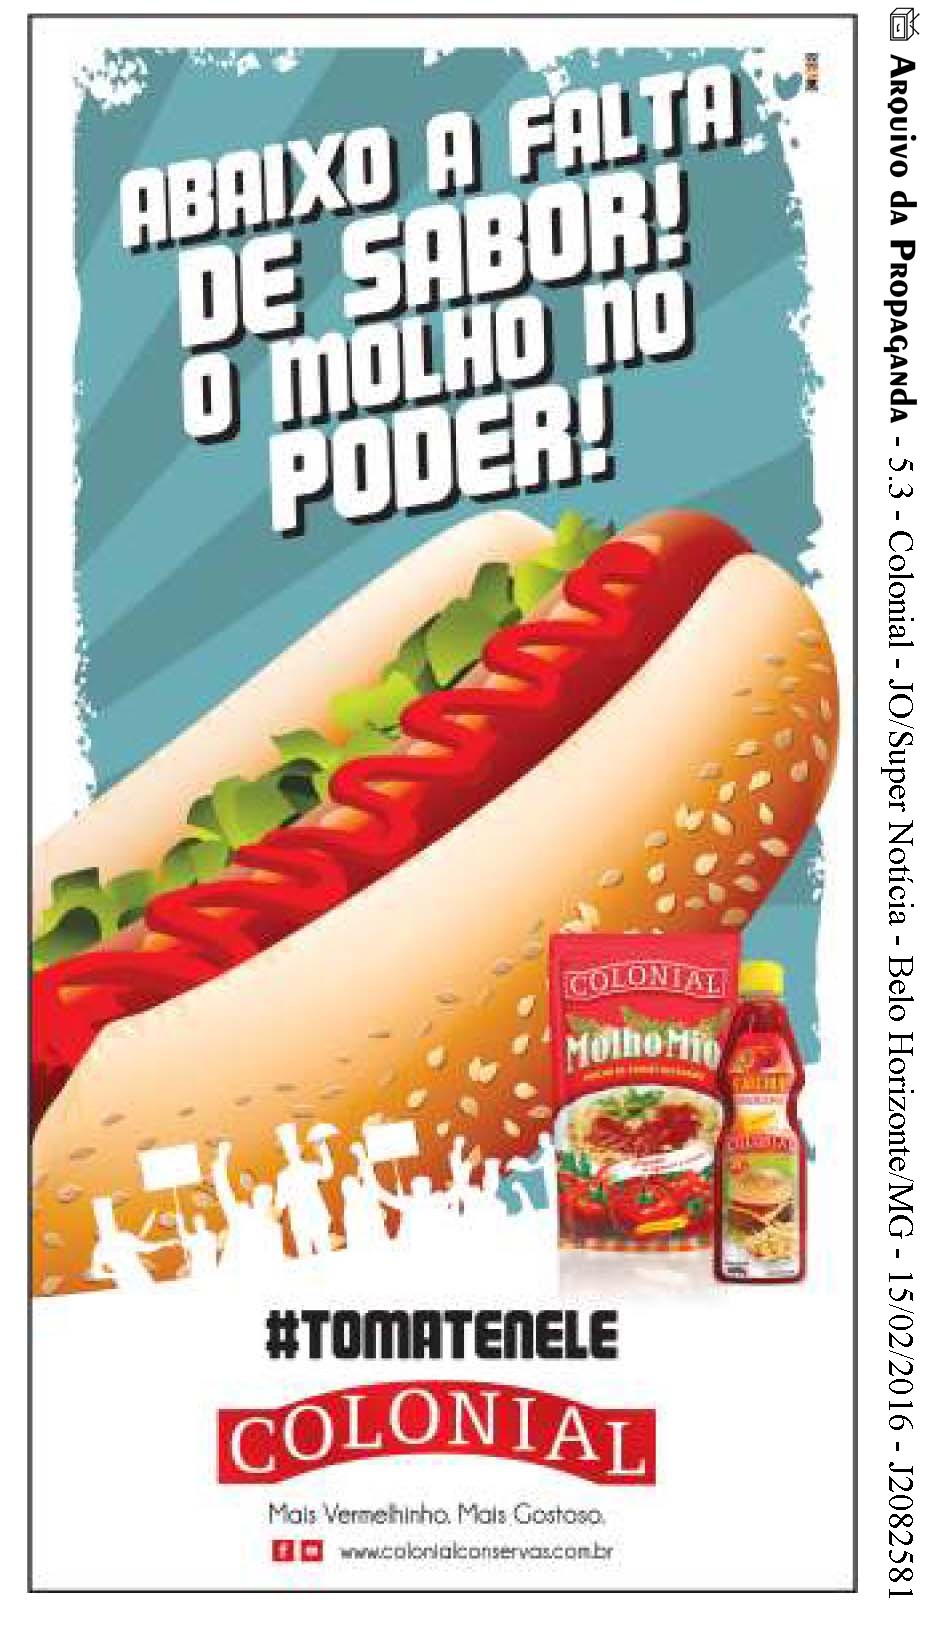 ABAIXO A FALTA
DE SABOR!
O MOLHO NO
PODER!
COLONIAL
Molho Mio
COLONIAL
#TOMATENELE
COLONIAL
Mais Vermelhinho. Mais Gostoso.
www.colonialconservas.com.br
Arquivo da Propaganda - 5.3 - Colonial - JO/Super Notícia - Belo Horizonte/MG - 15/02/2016 - J2082581